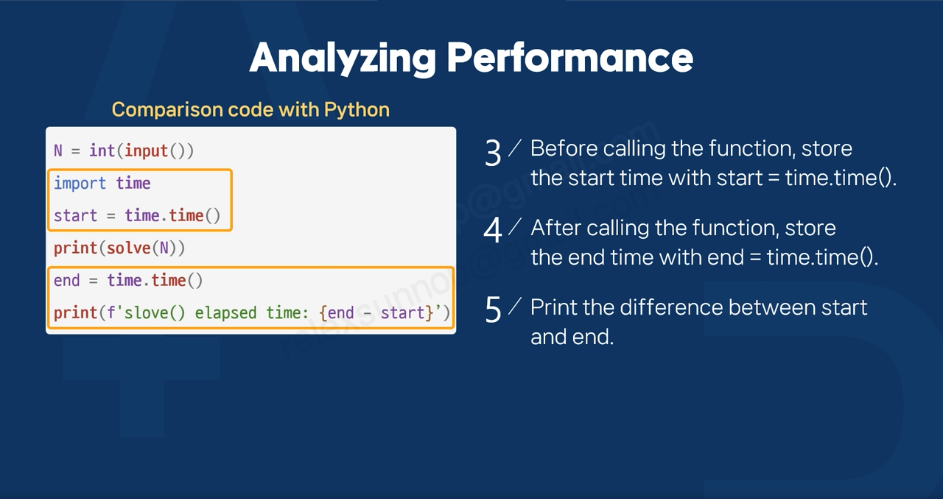 Analyzing Performance
Comparison code with Python
N = int(input())
import time
start = time.time()
print(solve(N))
end = time.time()
print(f'slove() elapsed time: {end - start}’)
3 / Before calling the function, store
the start time with start = time.time().
4 / After calling the function, store
the end time with end = time.time().
5 / Print the difference between start
and end.